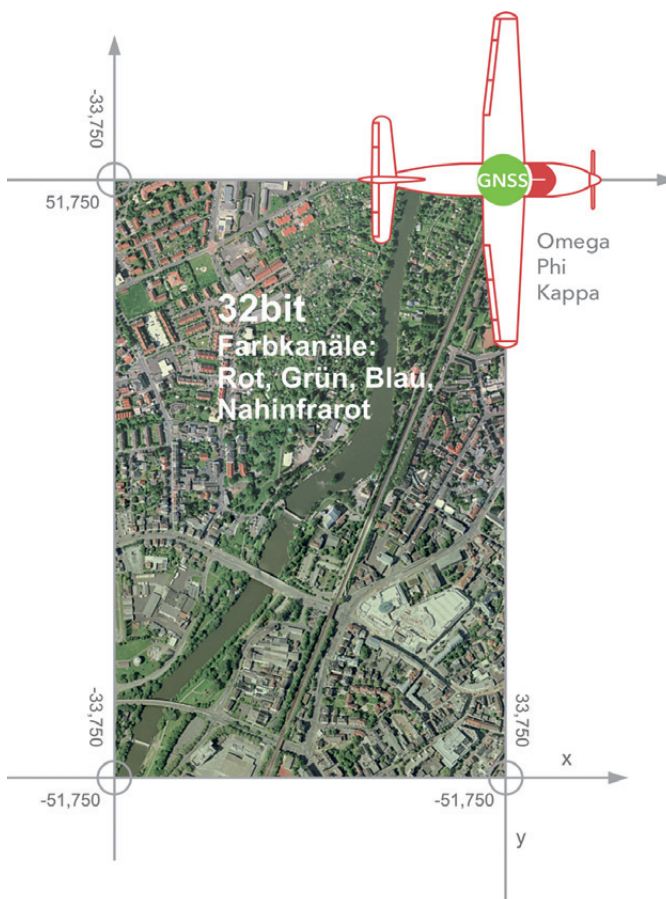 -33,750
51,750
GNSS
Omega
Phi
Kappa
32bit
Farbkanäle:
Rot, Grün, Blau,
Nahinfrarot
-33,750
33,750
x
-51,750
-51,750
y